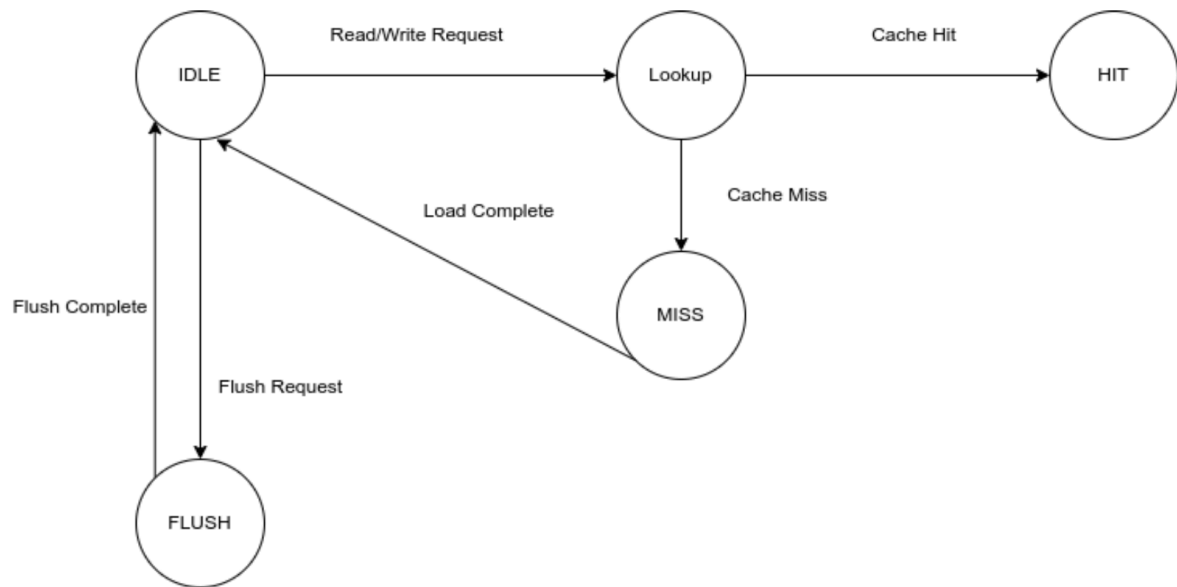 Read/Write Request
Cache Hit
IDLE
Lookup
HIT
Cache Miss
Load Complete
Flush Complete
MISS
Flush Request
FLUSH